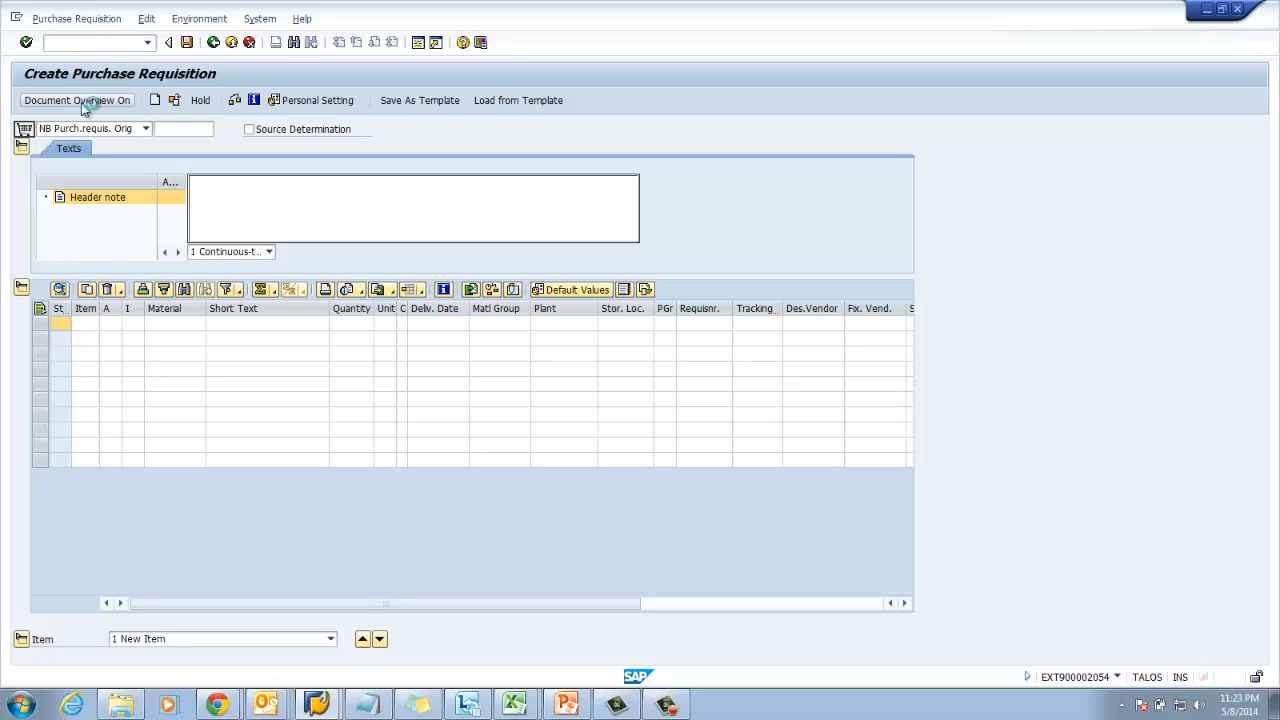 Purchase Requisition Edit Environment System Help
Create Purchase Requisition
Document Overview On Hold Personal Setting Save As Template Load from Template
NB Purch.requis. Orig Source Determination
Texts
A...
Header note
1 Continuous-t..
Default Values
St.. Item A I Material Short Text Quantity Unit C Deliv. Date Matl Group Plant Stor. Loc. PGr Requisnr. Tracking.. Des.Vendor Fix. Vend. S
Item 1 New Item
SAP
EXT900002054 TALOS INS
11:23 PM
5/8/2014